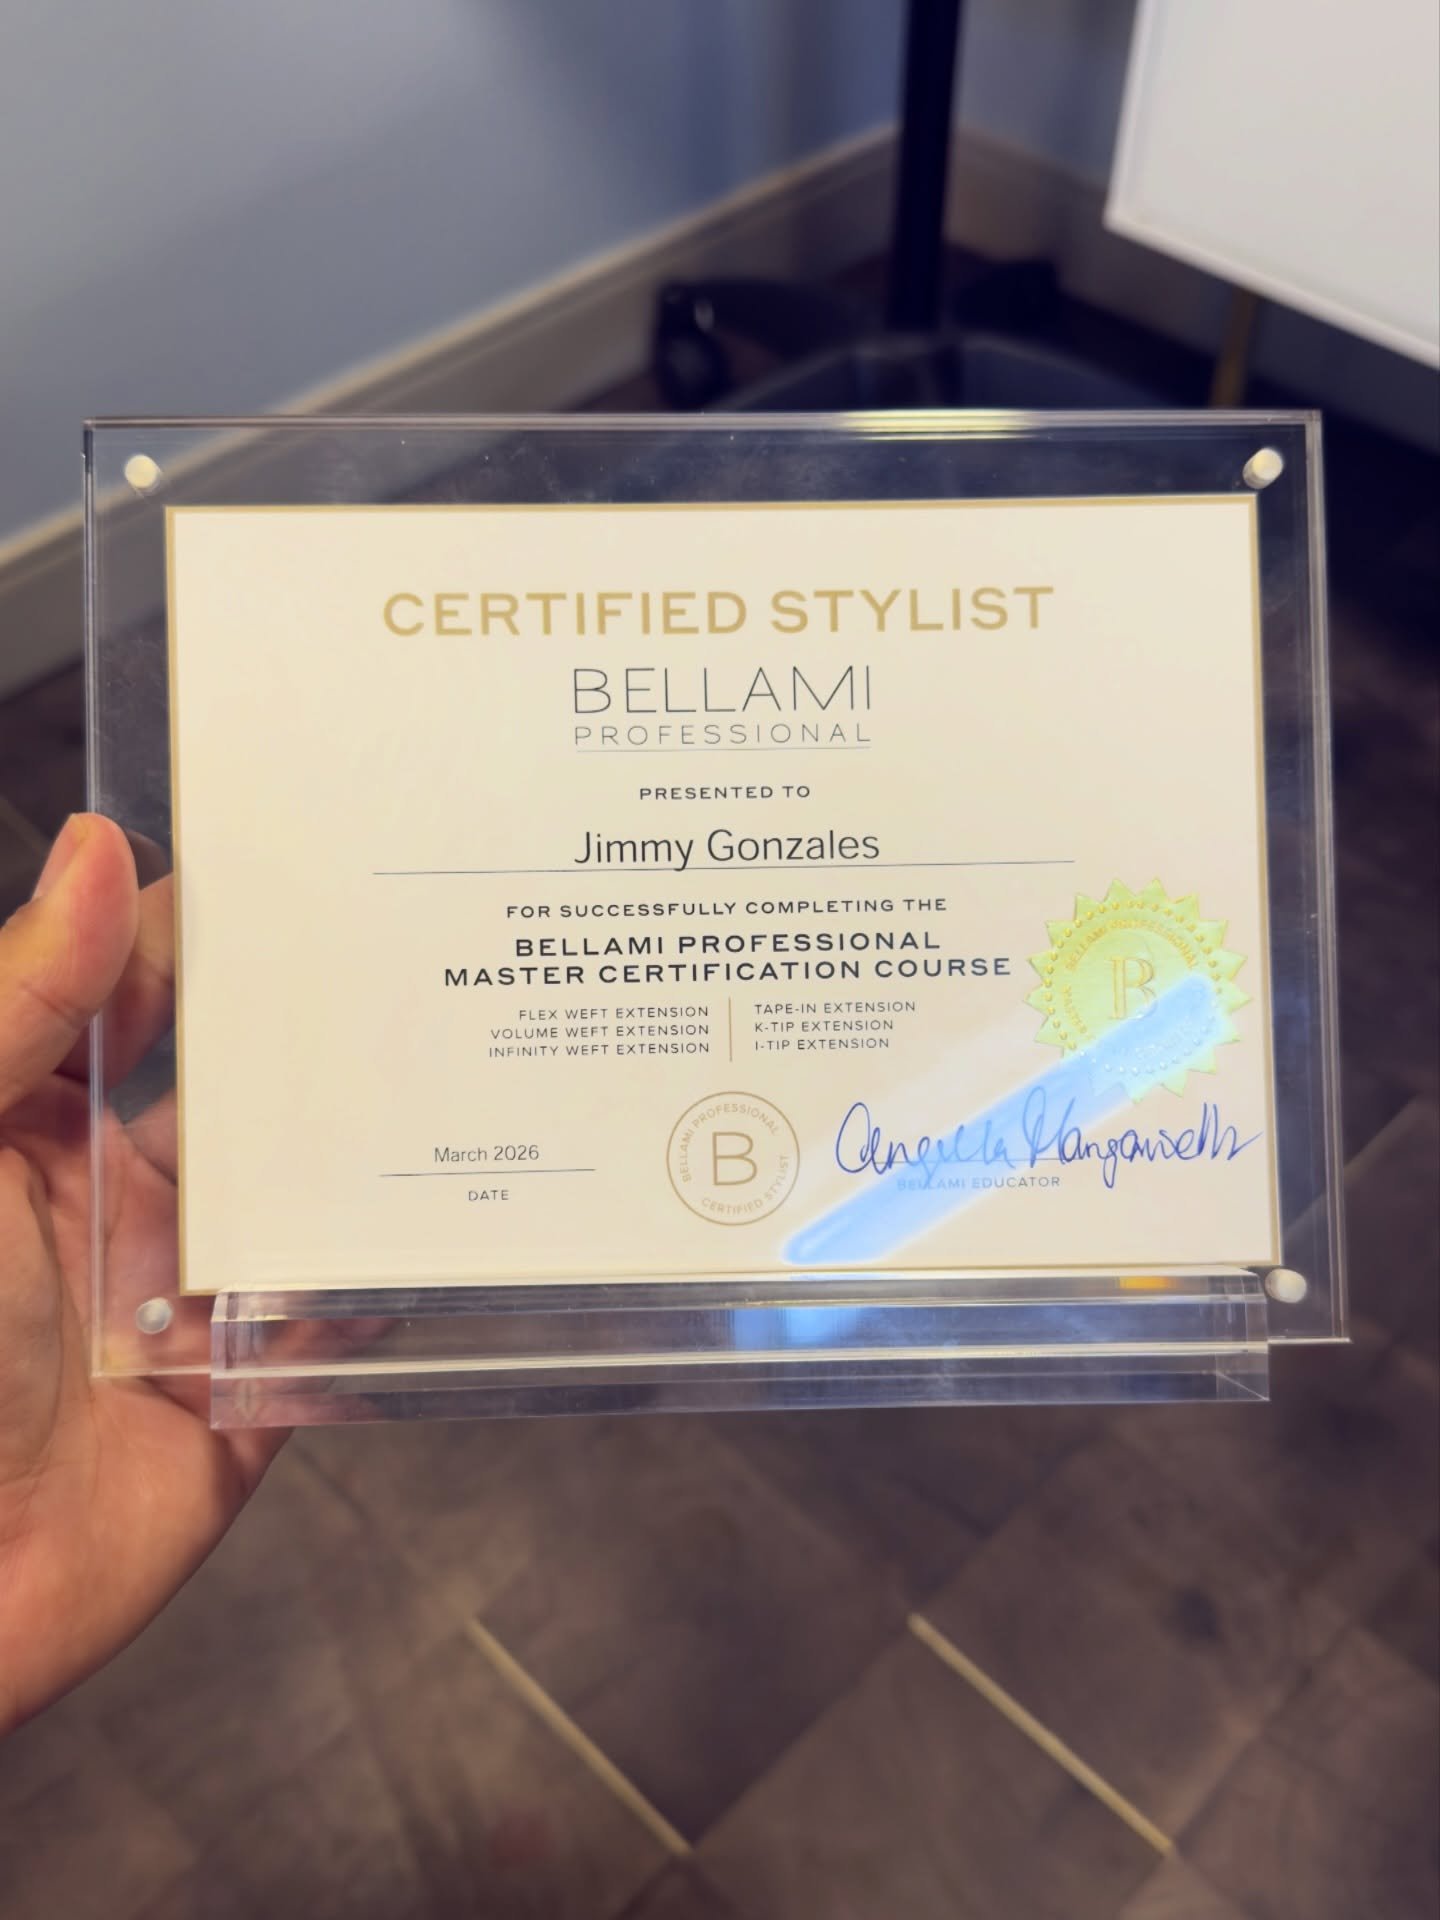 CERTIFIED STYLIST
BELLAMI
PROFESSIONAL
PRESENTED TO
Jimmy Gonzales
FOR SUCCESSFULLY COMPLETING THE
BELLAMI PROFESSIONAL
MASTER CERTIFICATION COURSE
FLEX WEFT EXTENSION
VOLUME WEFT EXTENSION
INFINITY WEFT EXTENSION
TAPE-IN EXTENSION
K-TIP EXTENSION
I-TIP EXTENSION
BELLAMI PROFESSIONAL
B
March 2026
DATE
BELLAMI PROFESSIONAL
B
CERTIFIED STYLIST
BELLAMI EDUCATOR